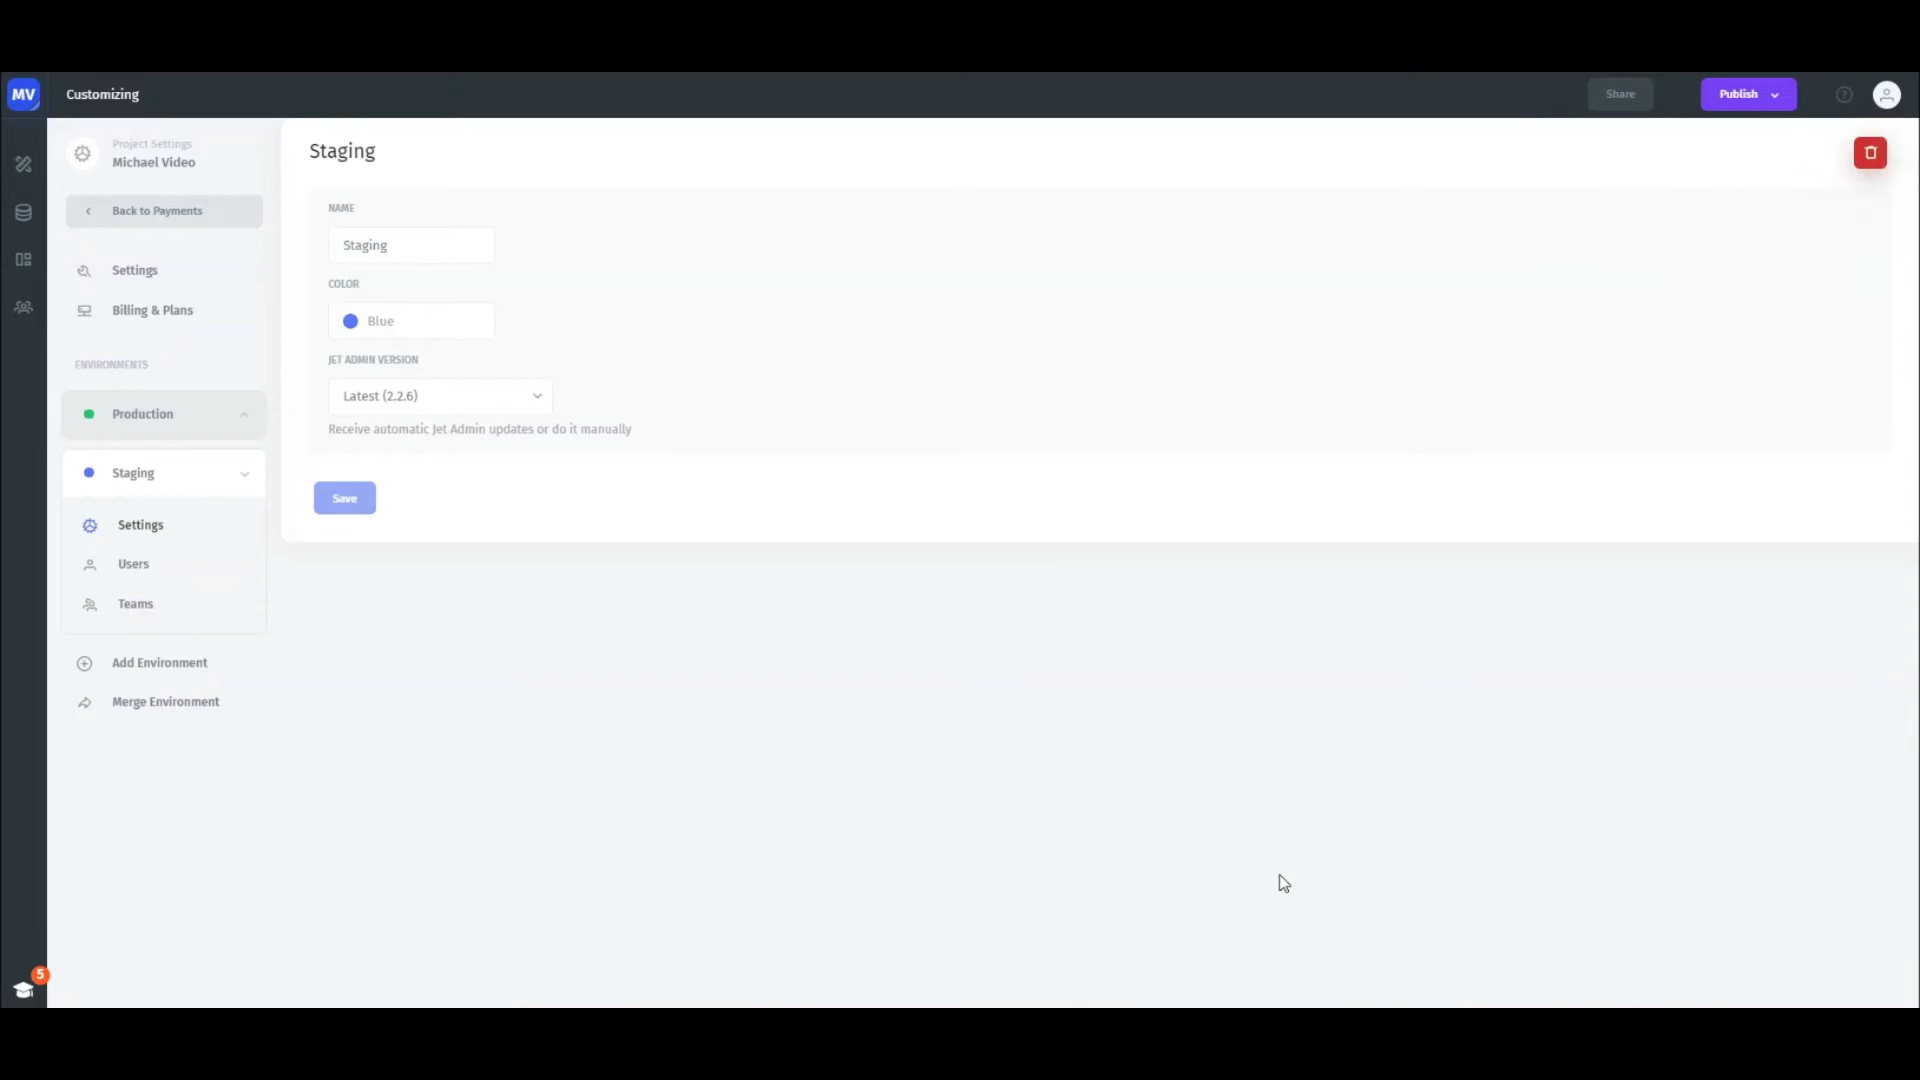 MV
Customizing
Share
Publish
Project Settings
Michael Video
Back to Payments
Settings
Billing & Plans
ENVIRONMENTS
Production
Staging
Settings
Users
Teams
Add Environment
Merge Environment
5
Staging
NAME
Staging
COLOR
Blue
JET ADMIN VERSION
Latest (2.2.6)
Receive automatic Jet Admin updates or do it manually
Save